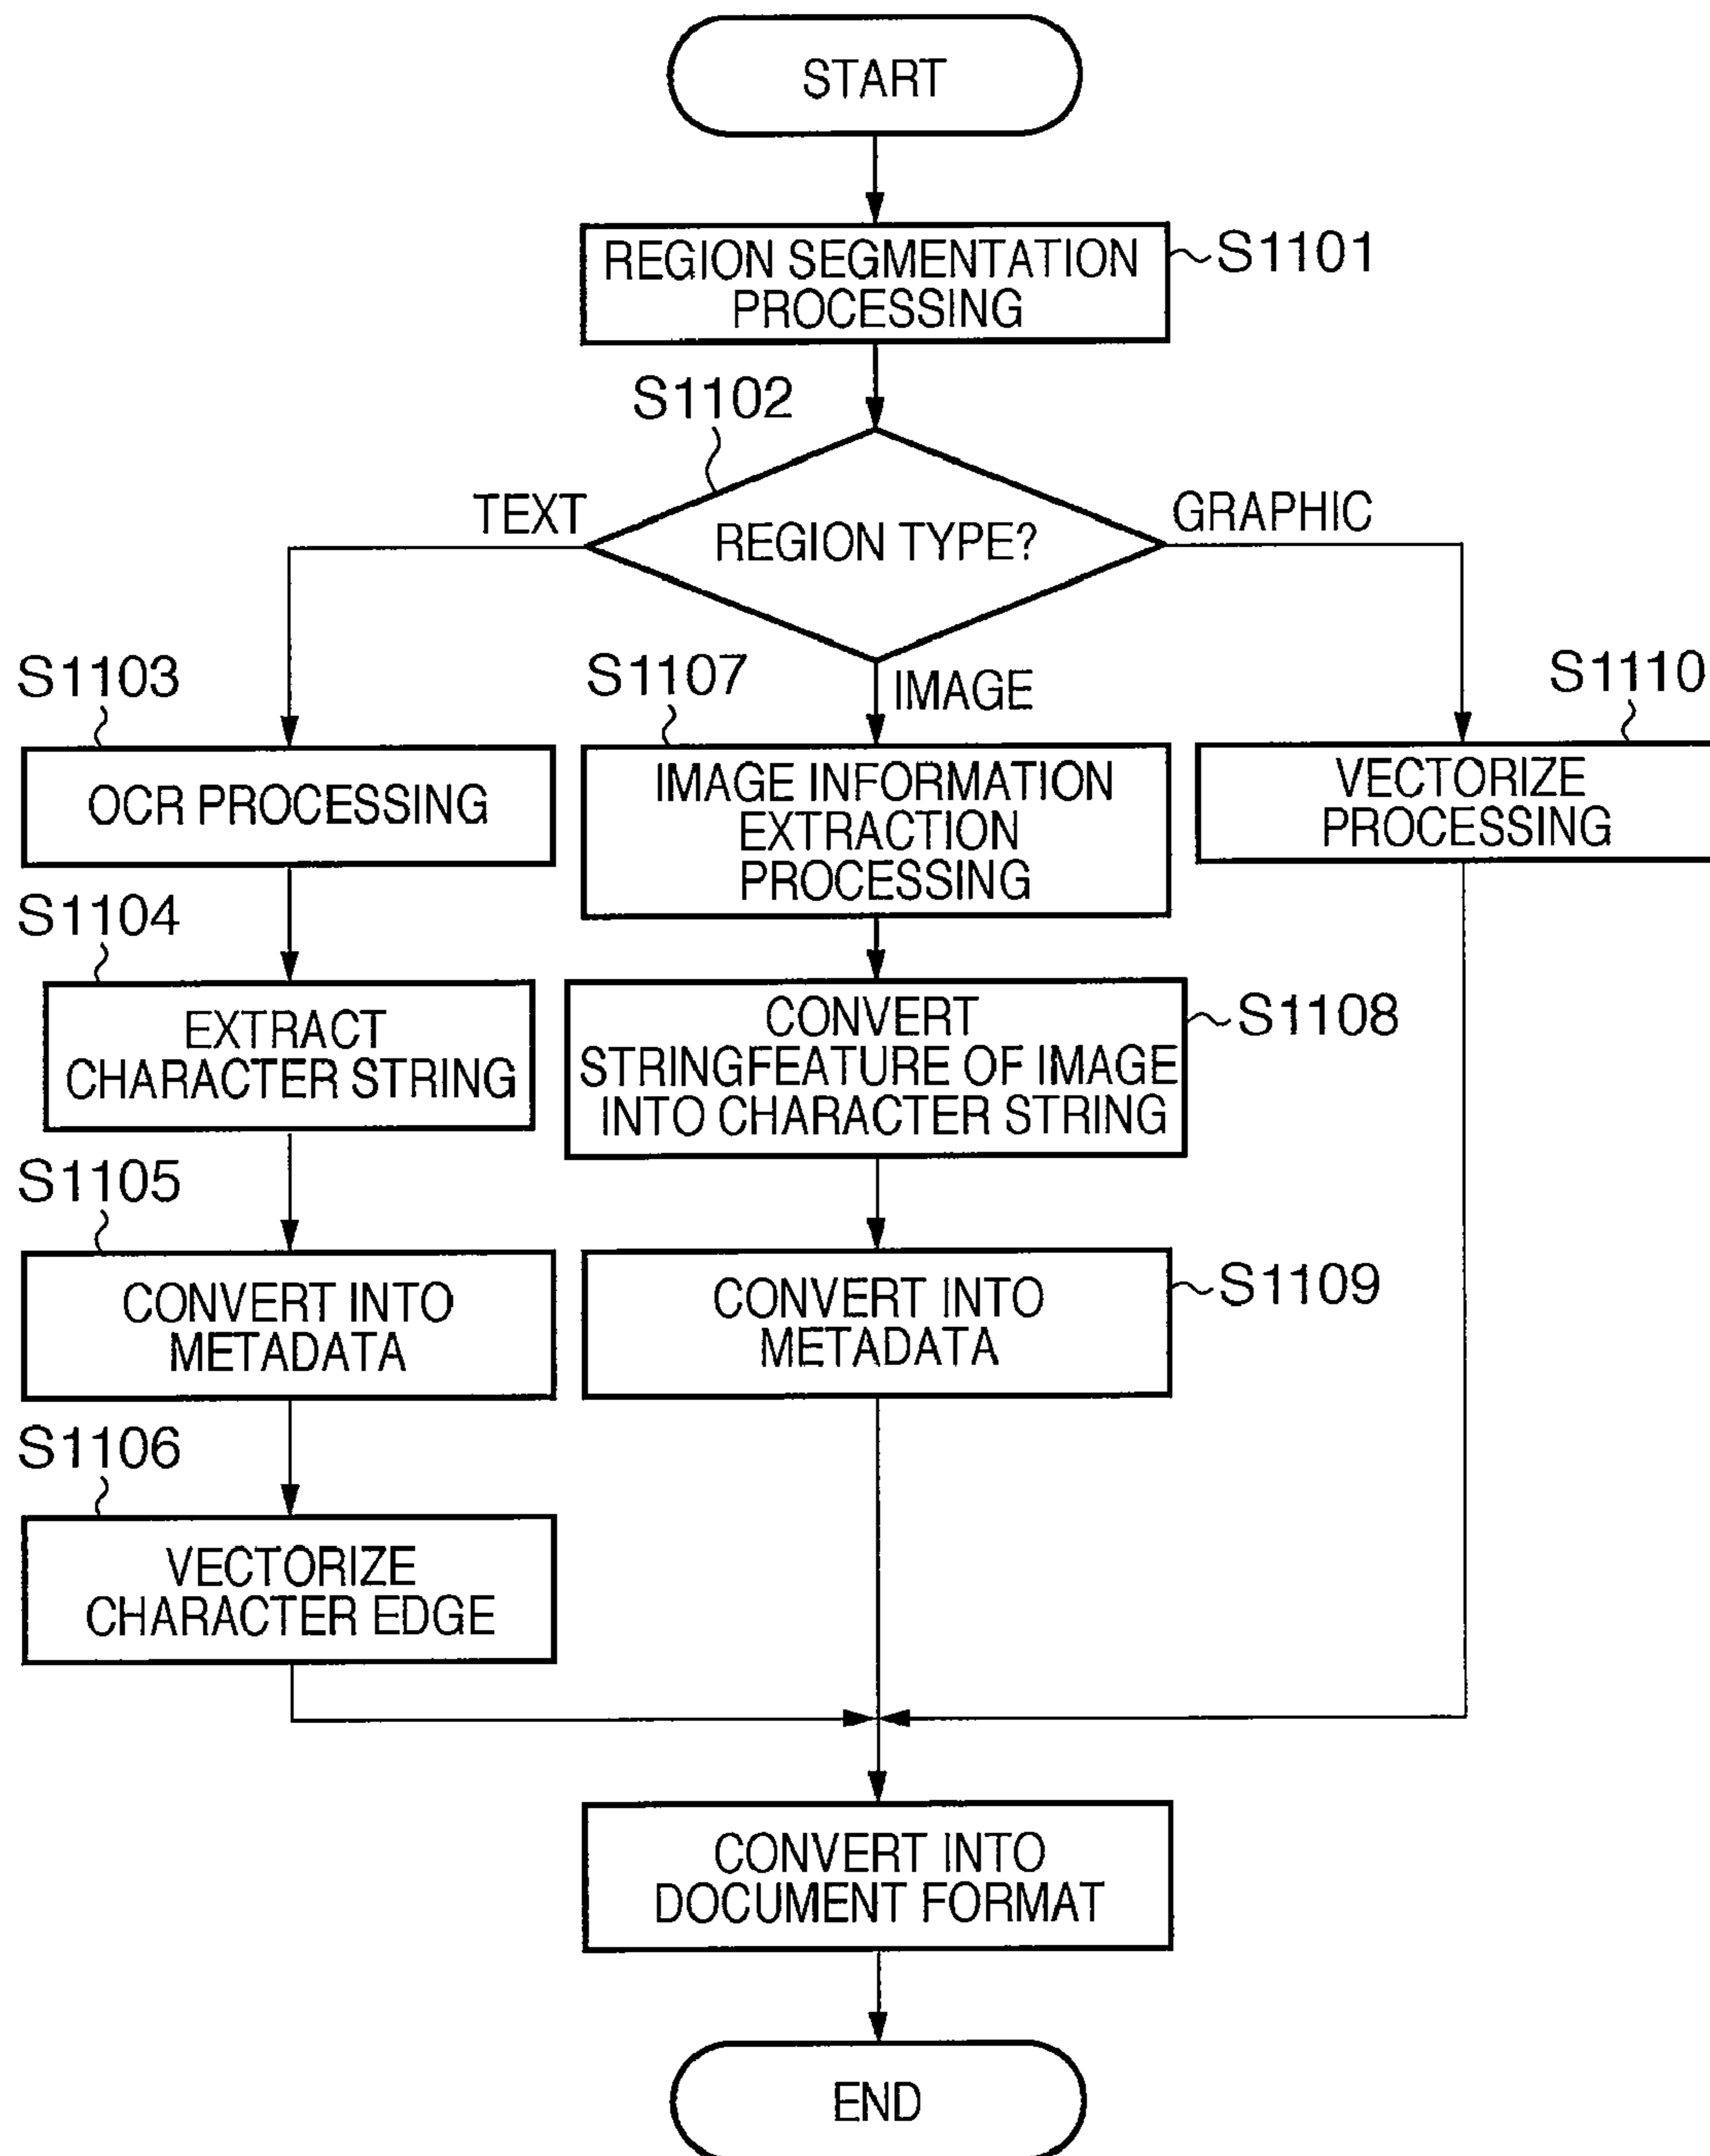 START
REGION SEGMENTATION
PROCESSING
S1101
S1102
TEXT
REGION TYPE?
GRAPHIC
IMAGE
S1103
OCR PROCESSING
S1104
EXTRACT
CHARACTER STRING
S1105
CONVERT INTO
METADATA
S1106
VECTORIZE
CHARACTER EDGE
S1107
IMAGE INFORMATION
EXTRACTION
PROCESSING
CONVERT
STRINGFEATURE OF IMAGE
INTO CHARACTER STRING
S1108
CONVERT INTO
METADATA
S1109
S1110
VECTORIZE
PROCESSING
CONVERT INTO
DOCUMENT FORMAT
END